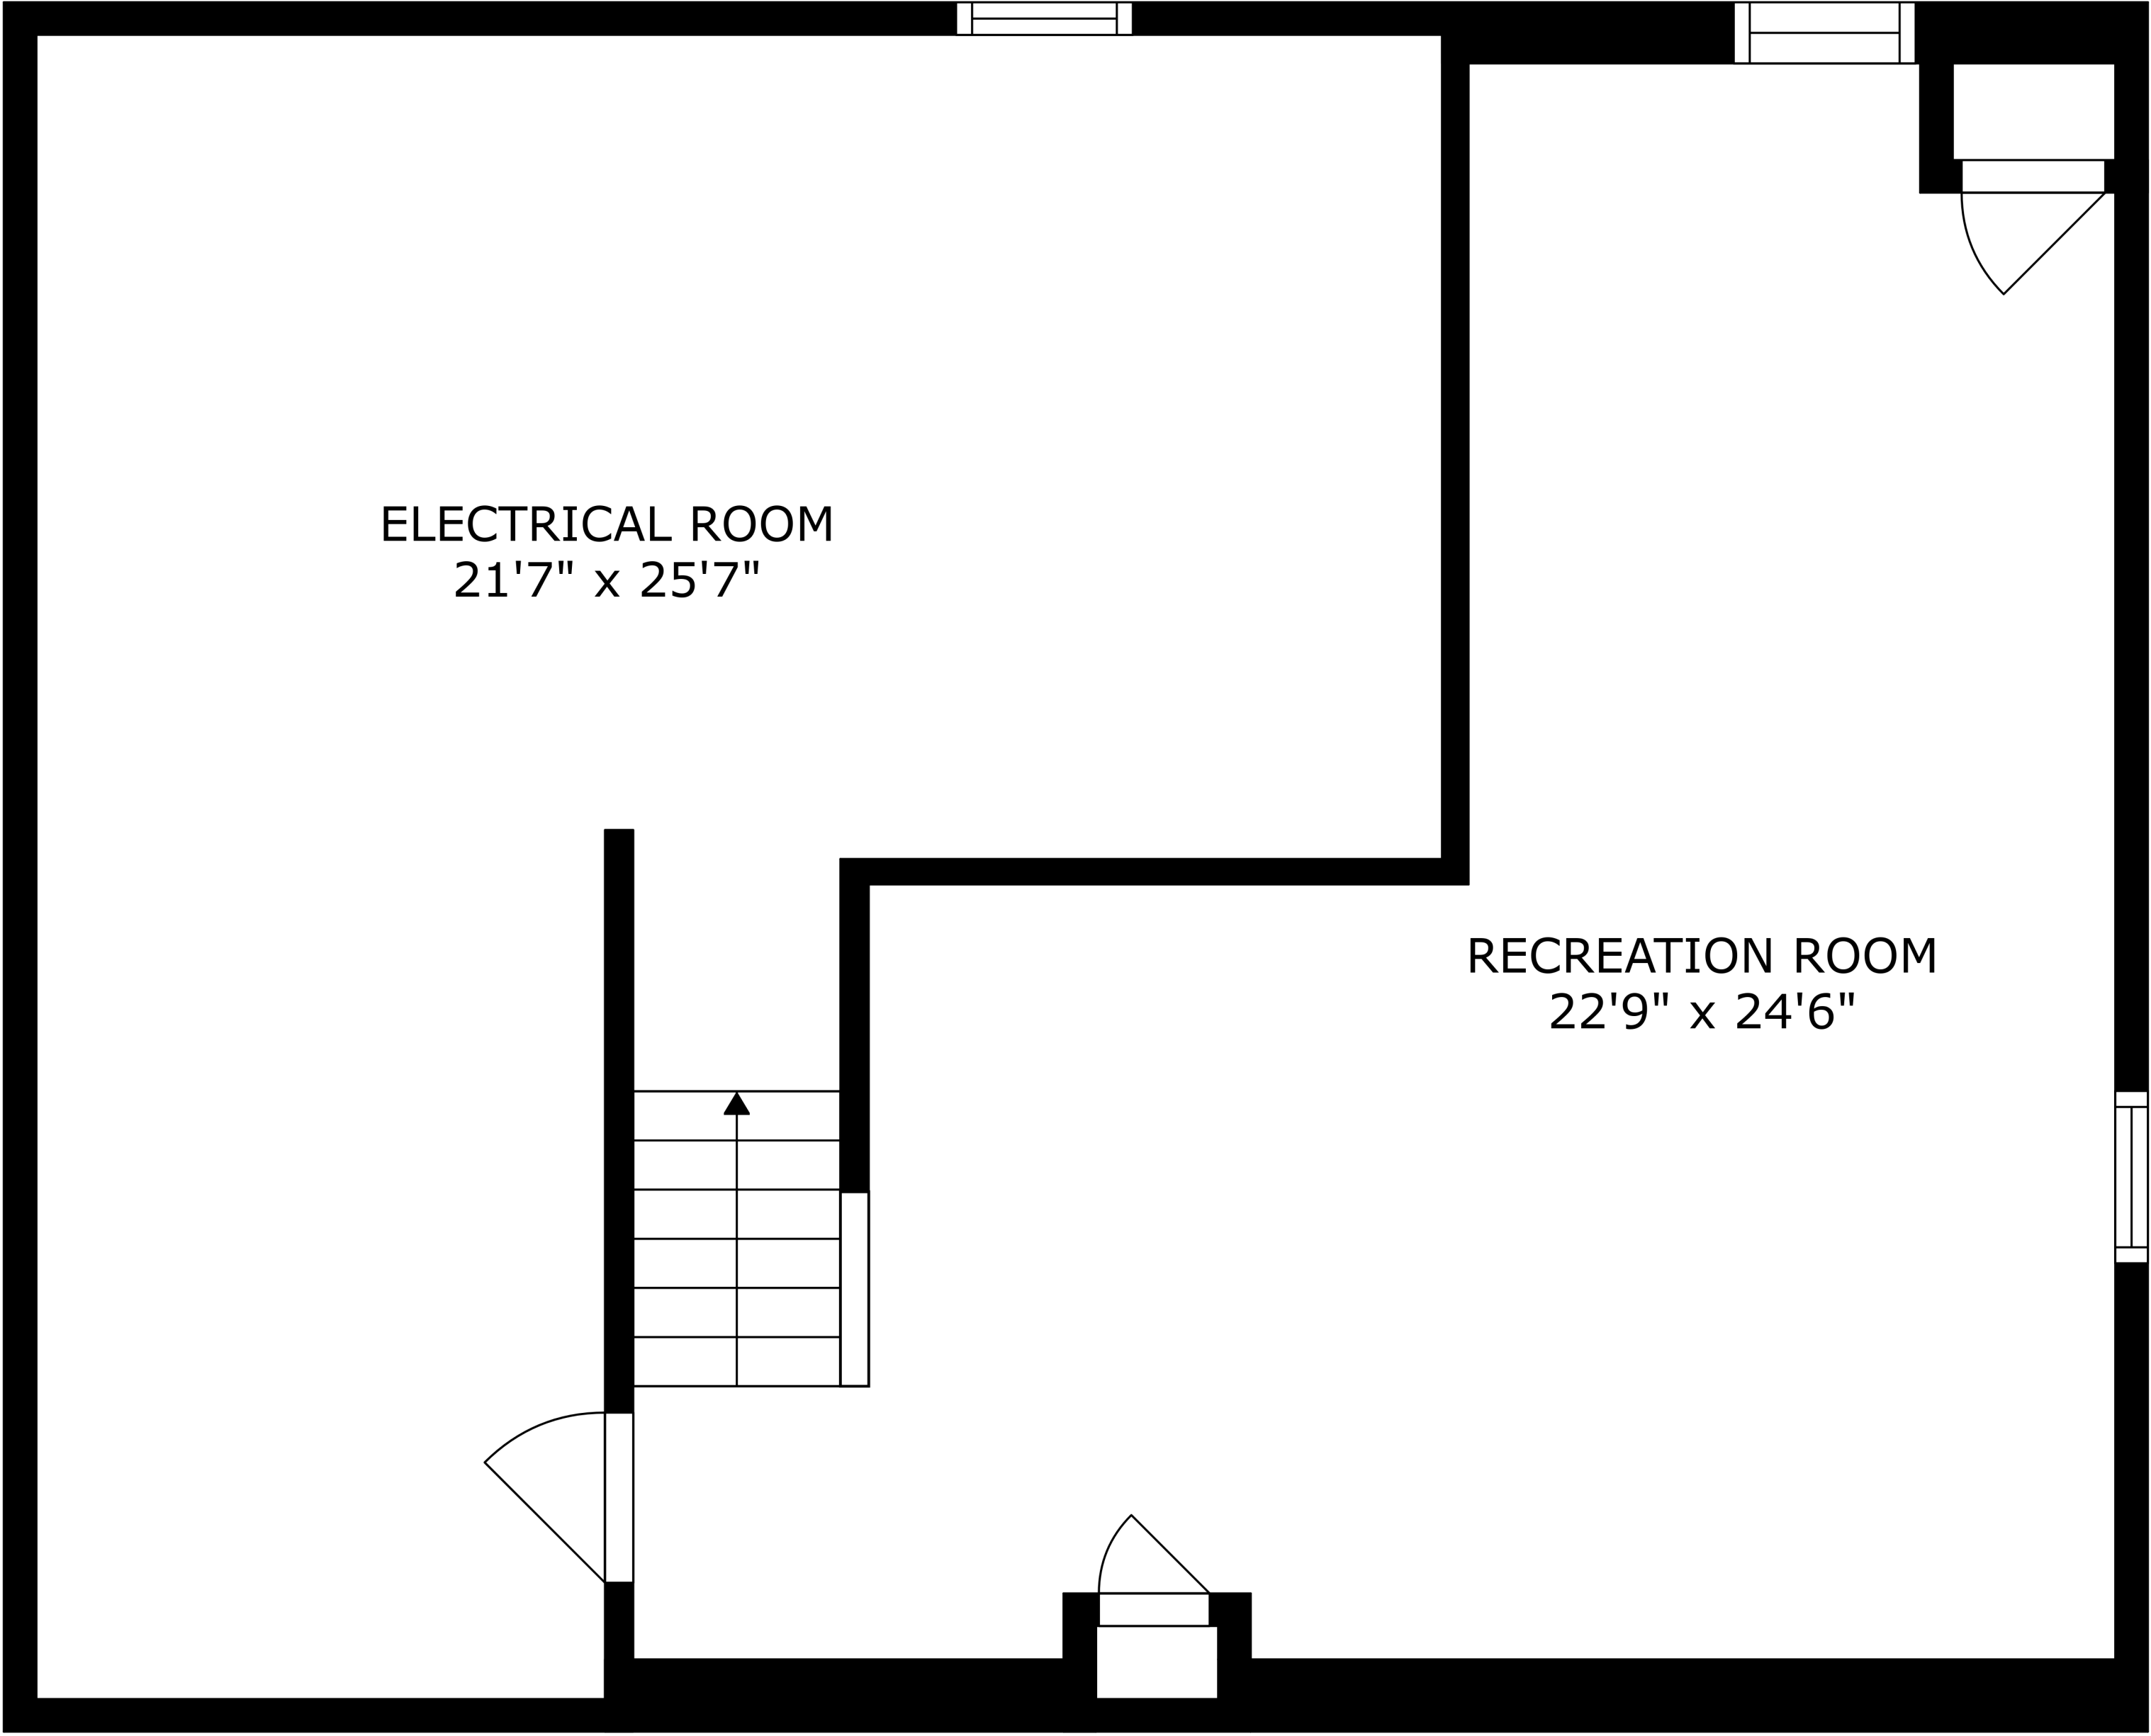 ELECTRICAL ROOM
21'7" x 25'7"
RECREATION ROOM
22'9" x 24'6"